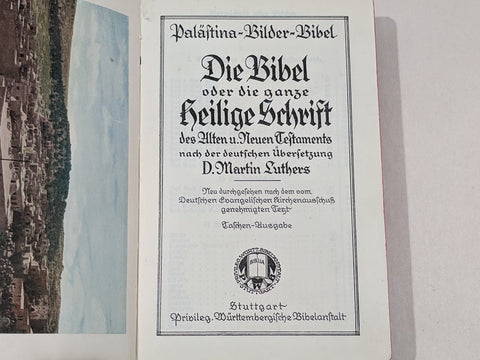 Palästina-Bilder-Bibel
Die Bibel
oder die ganze
Heilige Schrift
des Alten u. Neuen Testaments
nach der deutschen Übersetzung
D. Martin Luthers
Neu durchgesehen nach dem vom
Deutschen Evangelischen Kirchenausschuß
genehmigten Text
Taschen-Ausgabe
BIBLIA
Stuttgart
Privileg. Württembergische Bibelanstalt